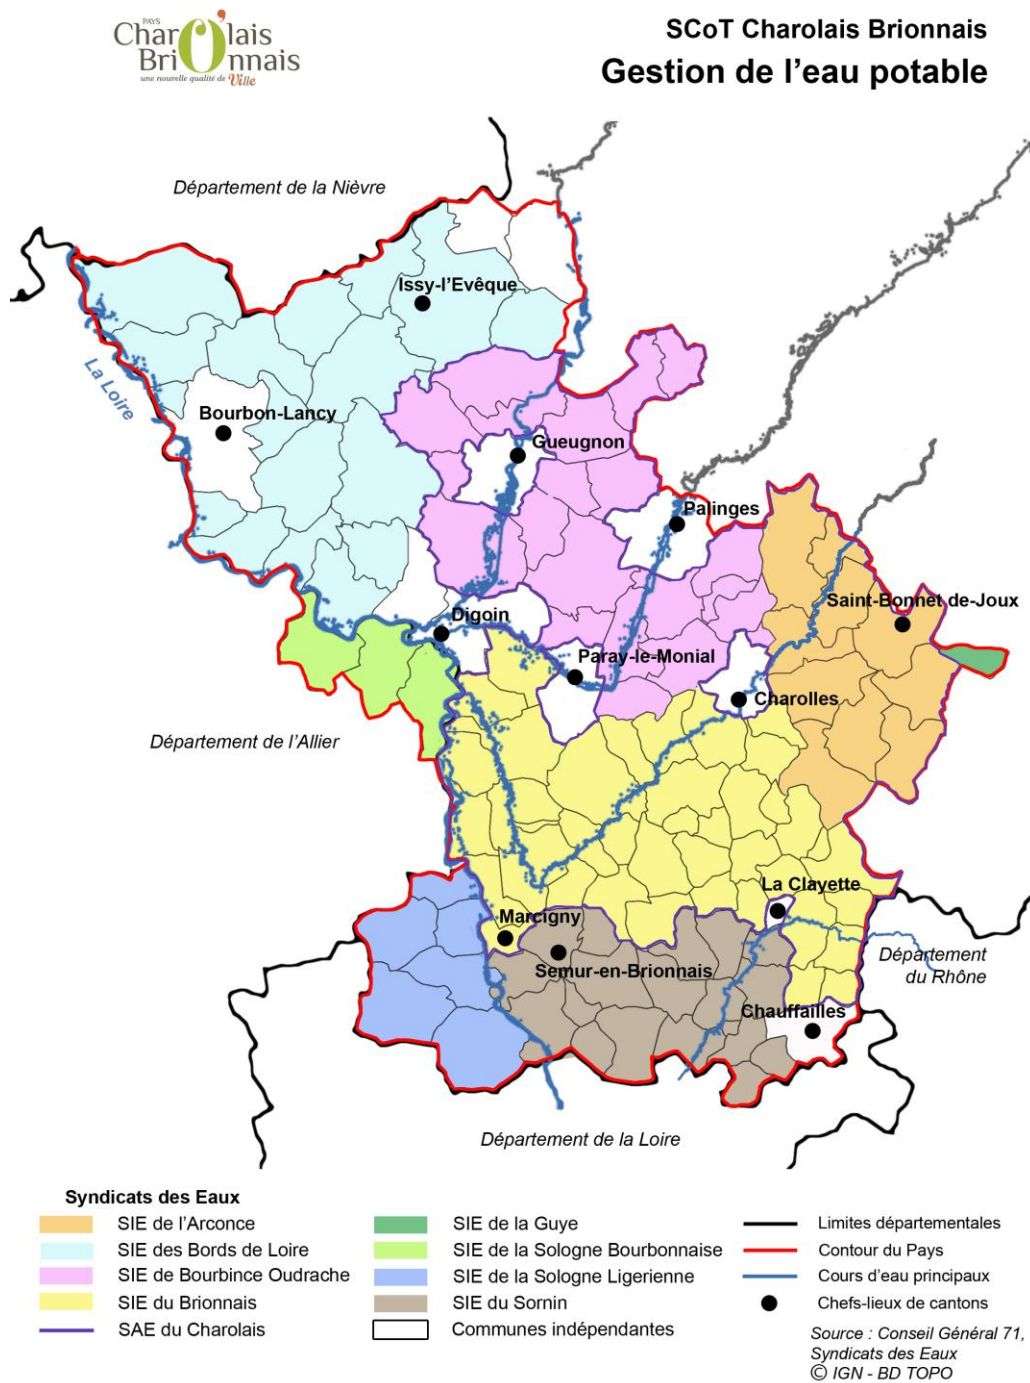 PAYS
CharO'lais
BriOnnais
une nouvelle qualité de Ville
SCoT Charolais Brionnais
Gestion de l'eau potable
Département de la Nièvre
Issy-l'Evêque
La Loire
Bourbon-Lancy
Gueugnon
Palinges
Saint-Bonnet de-Joux
Digoin
Paray-le-Monial
Charolles
Département de l'Allier
La Clayette
Marcigny
Semur-en-Brionnais
Département
du Rhône
Chauffailles
Département de la Loire
Syndicats des Eaux
SIE de l'Arconce
SIE des Bords de Loire
SIE de Bourbince Oudrache
SIE du Brionnais
SAE du Charolais
SIE de la Guye
SIE de la Sologne Bourbonnaise
SIE de la Sologne Ligerienne
SIE du Sornin
Communes indépendantes
Limites départementales
Contour du Pays
Cours d'eau principaux
Chefs-lieux de cantons
Source : Conseil Général 71,
Syndicats des Eaux
© IGN - BD TOPO